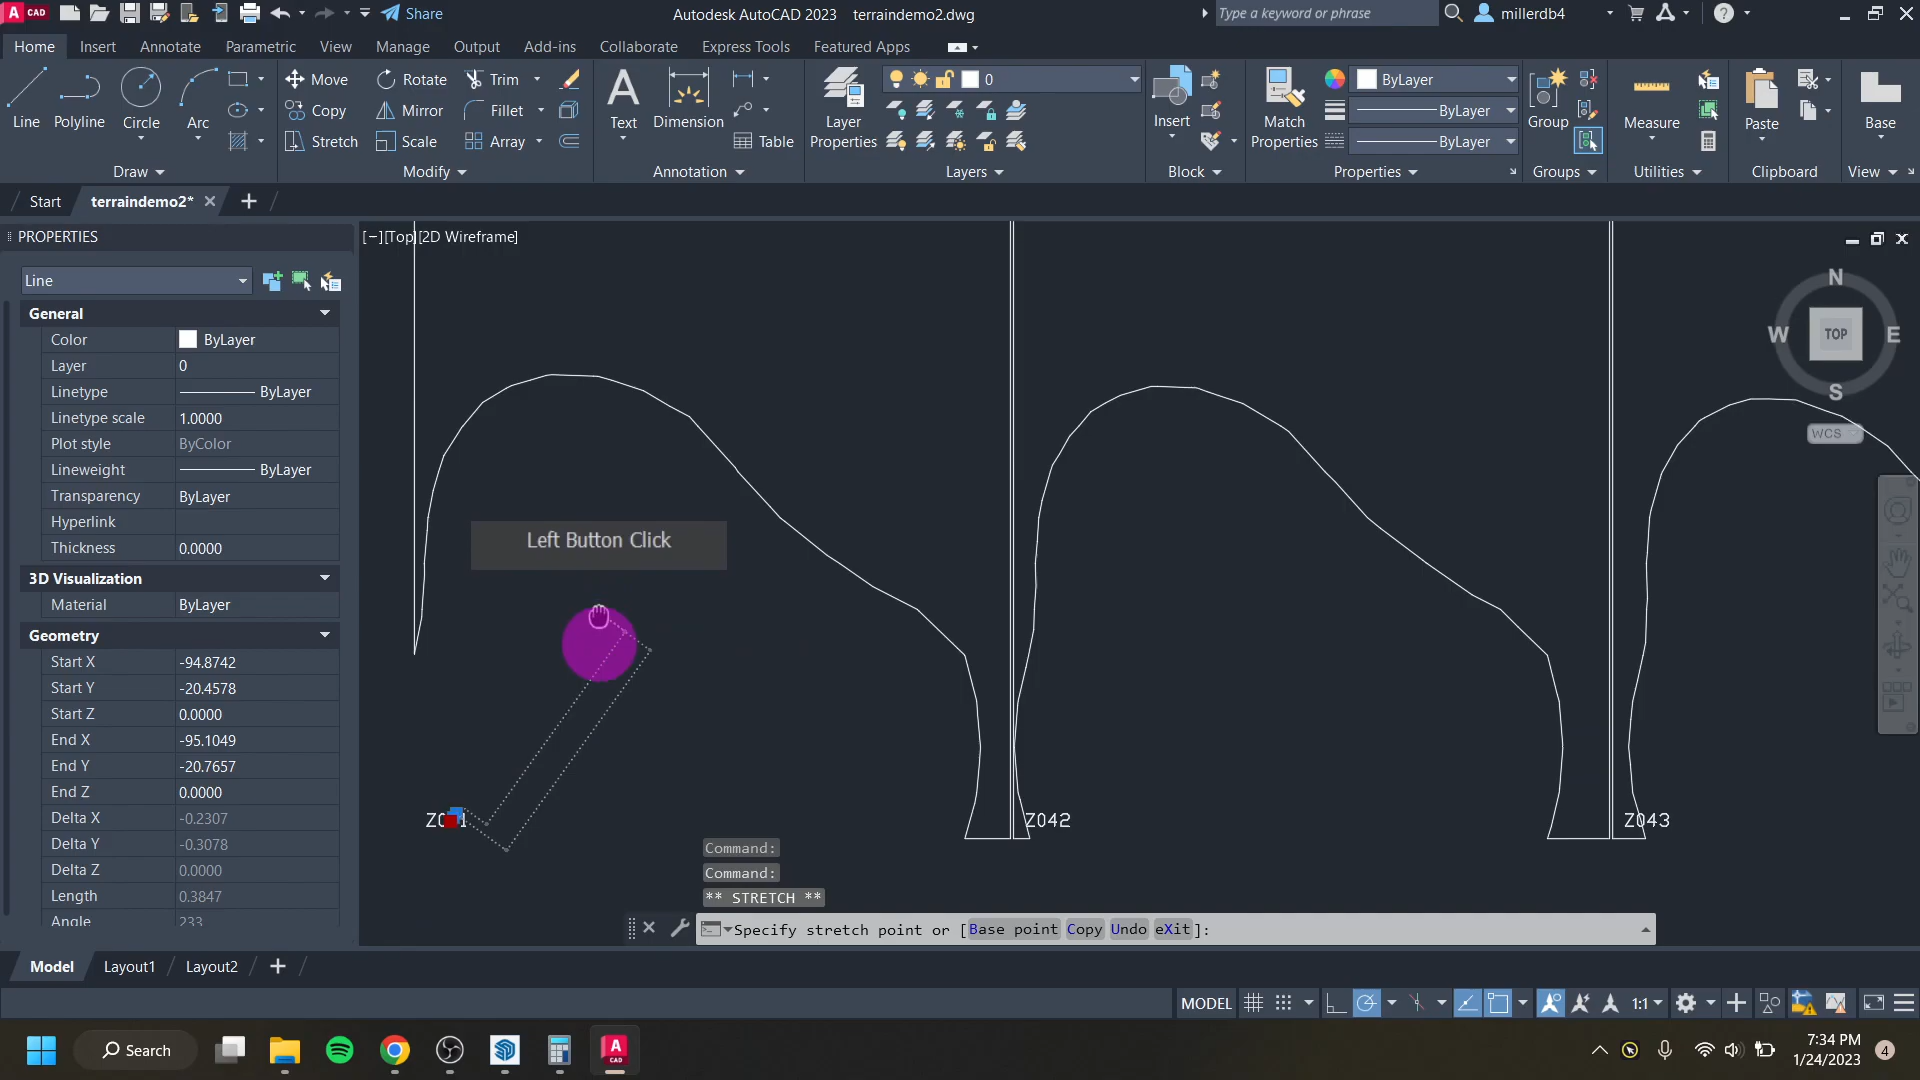 A CAD
Share
Autodesk AutoCAD 2023 terraindemo2.dwg
Type a keyword or phrase
millerdb4
Home Insert Annotate Parametric View Manage Output Add-ins Collaborate Express Tools Featured Apps
Line Polyline Circle Arc
Move Rotate Trim
Copy Mirror Fillet
Stretch Scale Array
Text Dimension Table
Layer Properties
0
Insert
Match Properties
ByLayer
ByLayer
ByLayer
Group
Measure
Paste
Base
Draw Modify Annotation Layers Block Properties Groups Utilities Clipboard View
Start terraindemo2*
PROPERTIES
[−][Top][2D Wireframe]
Line
General
Color ByLayer
Layer 0
Linetype ByLayer
Linetype scale 1.0000
Plot style ByColor
Lineweight ByLayer
Transparency ByLayer
Hyperlink
Thickness 0.0000
3D Visualization
Material ByLayer
Geometry
Start X -94.8742
Start Y -20.4578
Start Z 0.0000
End X -95.1049
End Y -20.7657
End Z 0.0000
Delta X -0.2307
Delta Y -0.3078
Delta Z 0.0000
Length 0.3847
Angle 233
N
W TOP E
S
WCS
Left Button Click
Z042
Z043
Command:
Command:
** STRETCH **
Specify stretch point or [Base point Copy Undo eXit]:
Model Layout1 Layout2
MODEL
1:1
Search
A CAD
7:34 PM
1/24/2023
4